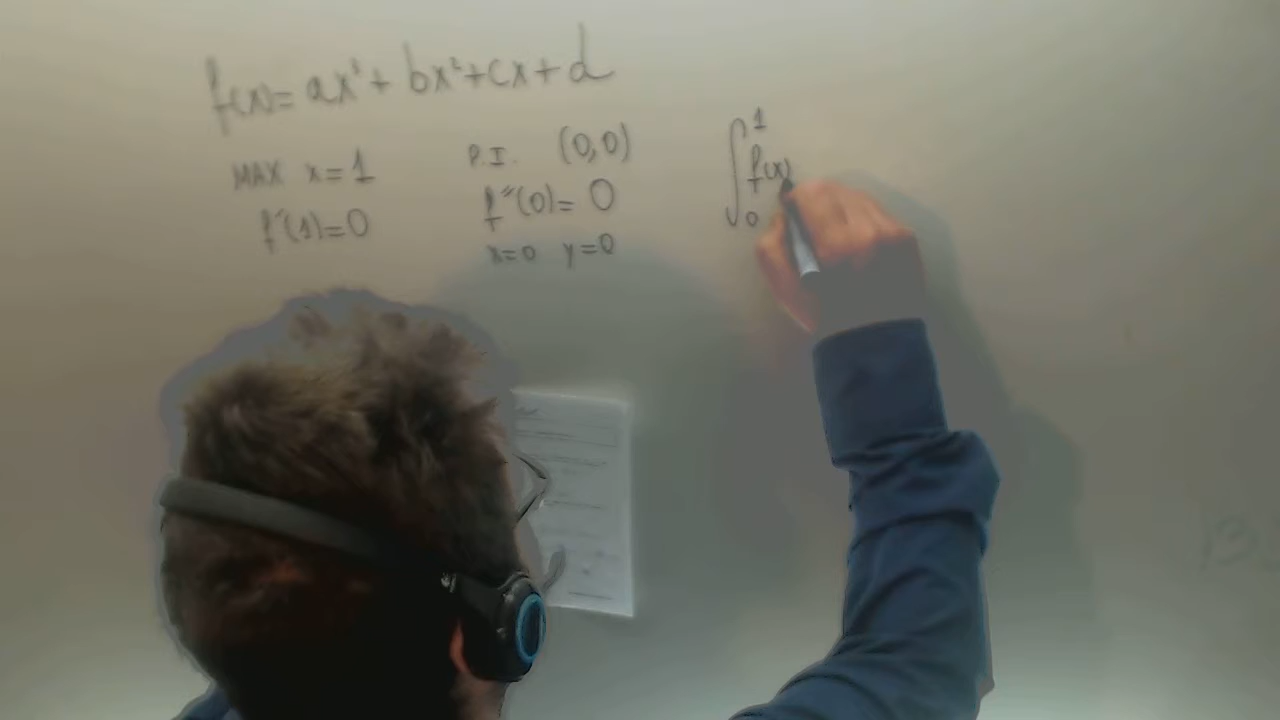 f(x)= ax³ + bx² + cx + d
MAX x = 1
f'(1)=0
P.I. (0,0)
f''(0)= 0
x=0 y=0
∫₀¹ f(x)